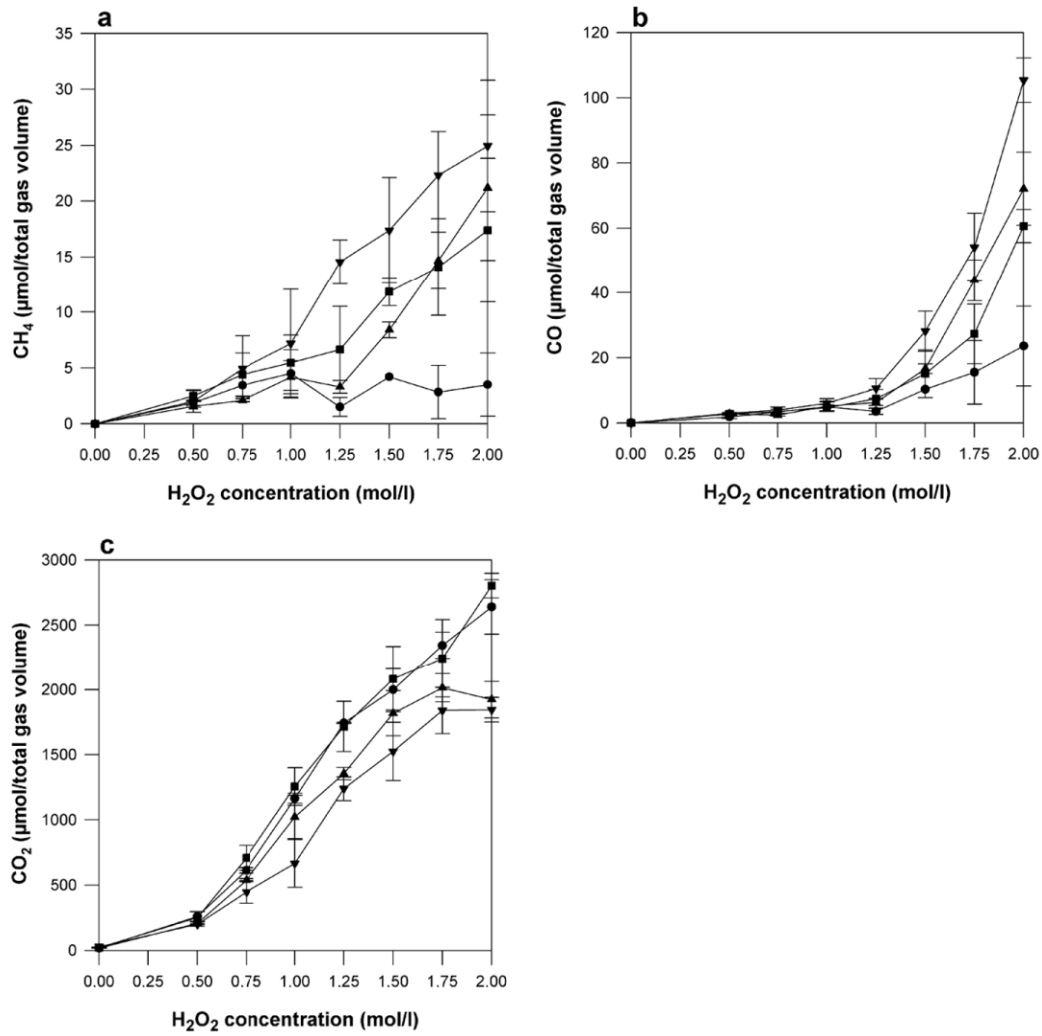 a
35
30
25
20
15
10
5
0
CH₄ (µmol/total gas volume)
0.00 0.25 0.50 0.75 1.00 1.25 1.50 1.75 2.00
H₂O₂ concentration (mol/l)
b
120
100
80
60
40
20
0
CO (µmol/total gas volume)
0.00 0.25 0.50 0.75 1.00 1.25 1.50 1.75 2.00
H₂O₂ concentration (mol/l)
c
3000
2500
2000
1500
1000
500
0
CO₂ (µmol/total gas volume)
0.00 0.25 0.50 0.75 1.00 1.25 1.50 1.75 2.00
H₂O₂ concentration (mol/l)